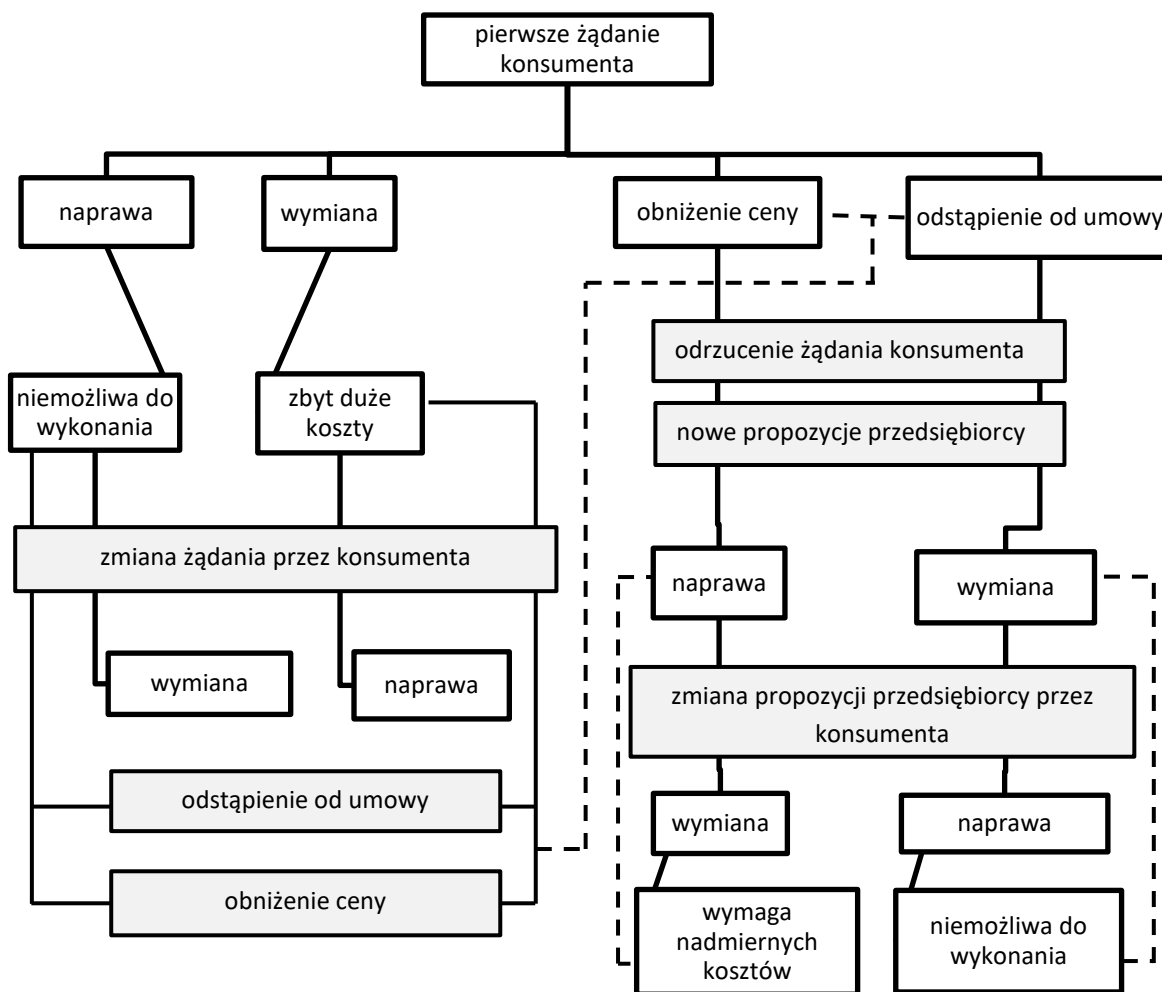 pierwsze żądanie
konsumenta
naprawa
wymiana
obniżenie ceny
odstąpienie od umowy
odrzucenie żądania konsumenta
niemożliwa do
wykonania
zbyt duże
koszty
nowe propozycje przedsiębiorcy
zmiana żądania przez konsumenta
naprawa
wymiana
wymiana
naprawa
zmiana propozycji przedsiębiorcy przez
konsumenta
odstąpienie od umowy
wymiana
naprawa
obniżenie ceny
wymaga
nadmiernych
kosztów
niemożliwa do
wykonania